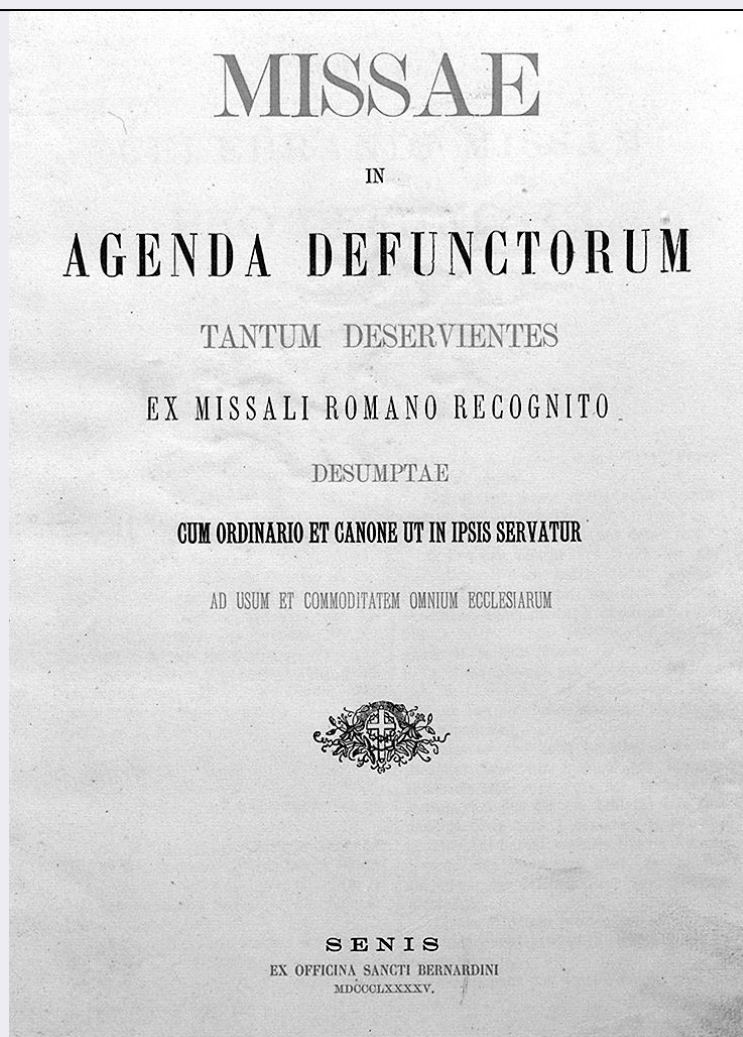 MISSAE
IN
AGENDA DEFUNCTORUM
TANTUM DESERVIENTES
EX MISSALI ROMANO RECOGNITO
DESUMPTAE
CUM ORDINARIO ET CANONE UT IN IPSIS SERVATUR
AD USUM ET COMMODITATEM OMNIUM ECCLESIARUM
SENIS
EX OFFICINA SANCTI BERNARDINI
MDCCCLXXXXV.